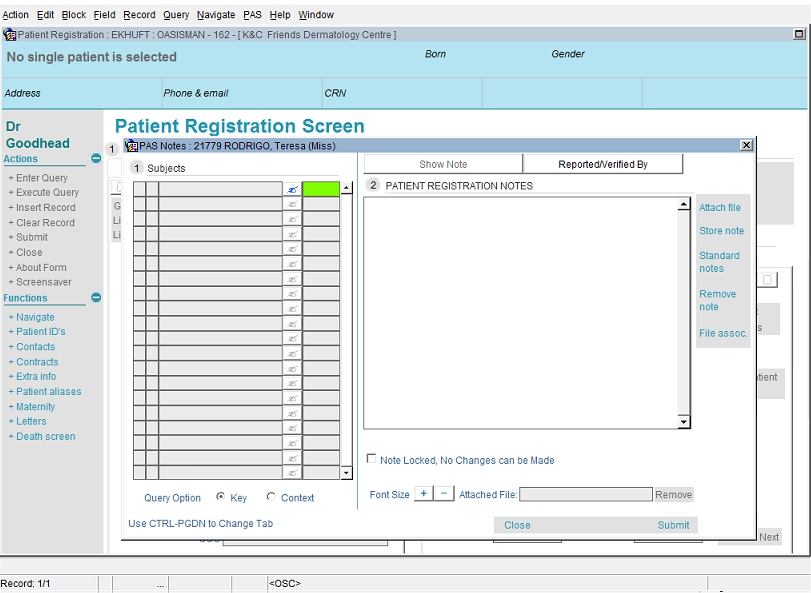 Action Edit Block Field Record Query Navigate PAS Help Window
Patient Registration : EKHUFT : OASISMAN - 162 - [ K&C Friends Dermatology Centre ]
No single patient is selected
Born
Gender
Address
Phone & email
CRN
Dr
Goodhead
Actions
+ Enter Query
+ Execute Query
+ Insert Record
+ Clear Record
+ Submit
+ Close
+ About Form
+ Screensaver
Functions
+ Navigate
+ Patient ID's
+ Contacts
+ Contracts
+ Extra info
+ Patient aliases
+ Maternity
+ Letters
+ Death screen
Patient Registration Screen
1
PAS Notes : 21779 RODRIGO, Teresa (Miss)
1 Subjects
Show Note
Reported/Verified By
2 PATIENT REGISTRATION NOTES
Attach file
Store note
Standard
notes
Remove
note
File assoc.
Note Locked, No Changes can be Made
Query Option Key Context
Font Size + − Attached File: Remove
Use CTRL-PGDN to Change Tab
Close
Submit
Next
Record: 1/1
...
<OSC>